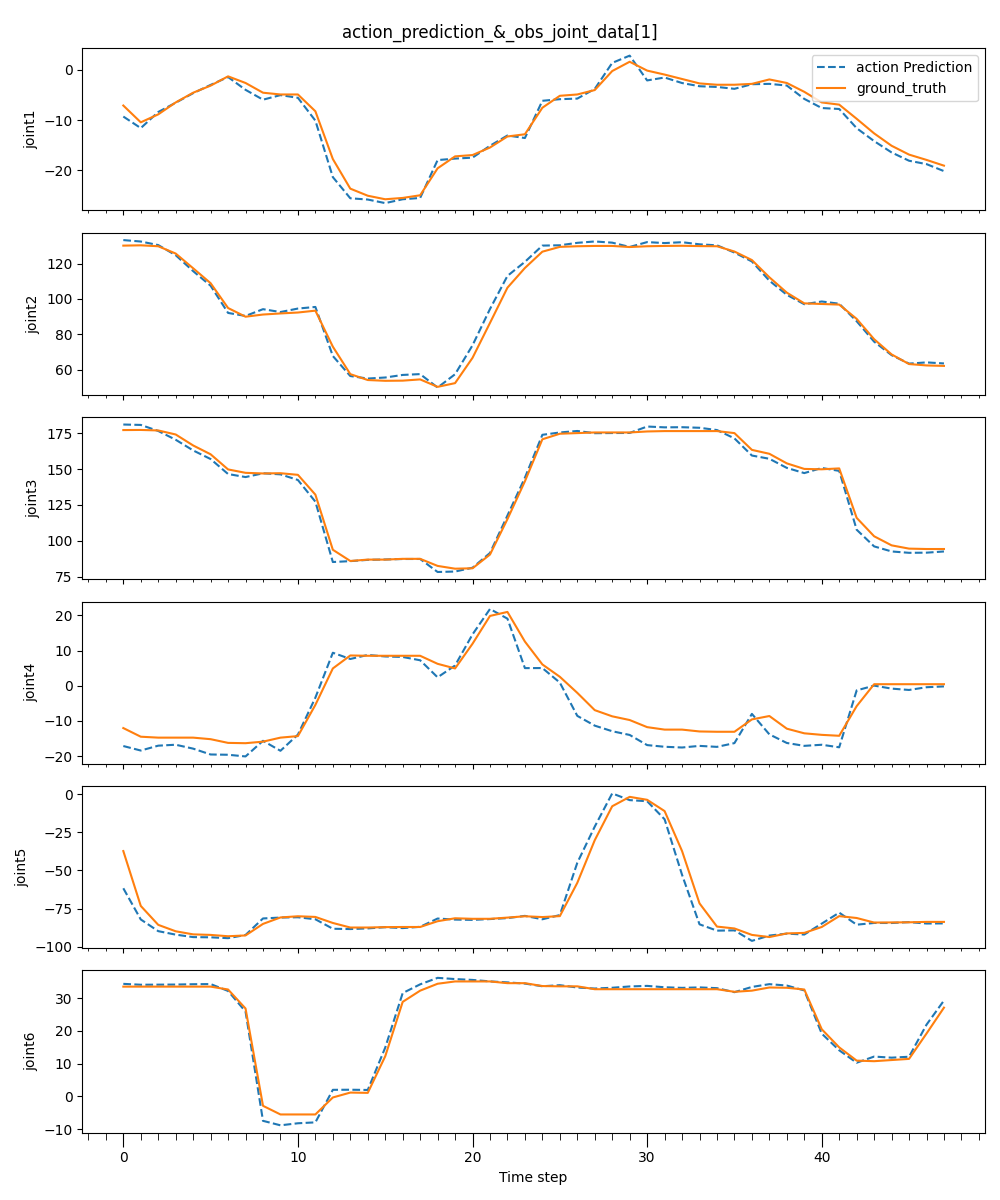 action_prediction_&_obs_joint_data[1]
action Prediction
ground_truth
joint1
0
−10
−20
joint2
120
100
80
60
joint3
175
150
125
100
75
joint4
20
10
0
−10
−20
joint5
0
−25
−50
−75
−100
joint6
30
20
10
0
−10
0 10 20 30 40
Time step